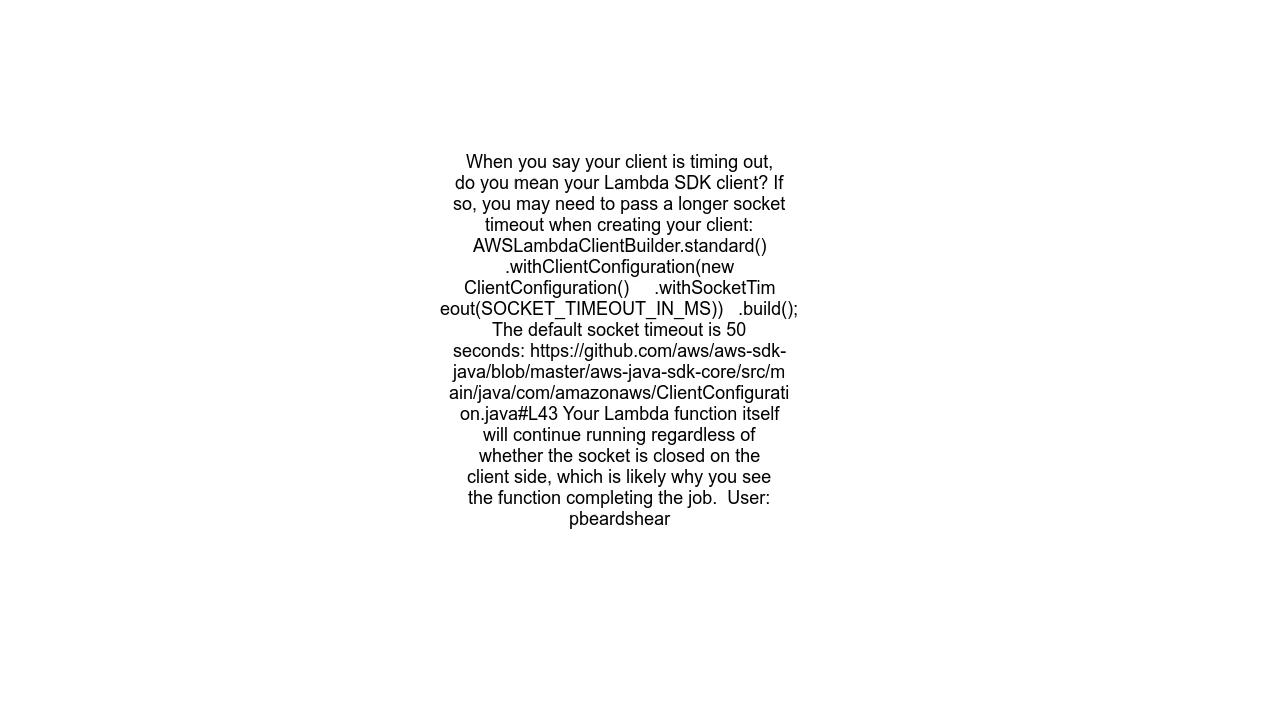 When you say your client is timing out,
do you mean your Lambda SDK client? If
so, you may need to pass a longer socket
timeout when creating your client:
AWSLambdaClientBuilder.standard()
.withClientConfiguration(new
ClientConfiguration()     .withSocketTim
eout(SOCKET_TIMEOUT_IN_MS))   .build();
The default socket timeout is 50
seconds: https://github.com/aws/aws-sdk-
java/blob/master/aws-java-sdk-core/src/m
ain/java/com/amazonaws/ClientConfigurati
on.java#L43 Your Lambda function itself
will continue running regardless of
whether the socket is closed on the
client side, which is likely why you see
the function completing the job.  User:
pbeardshear